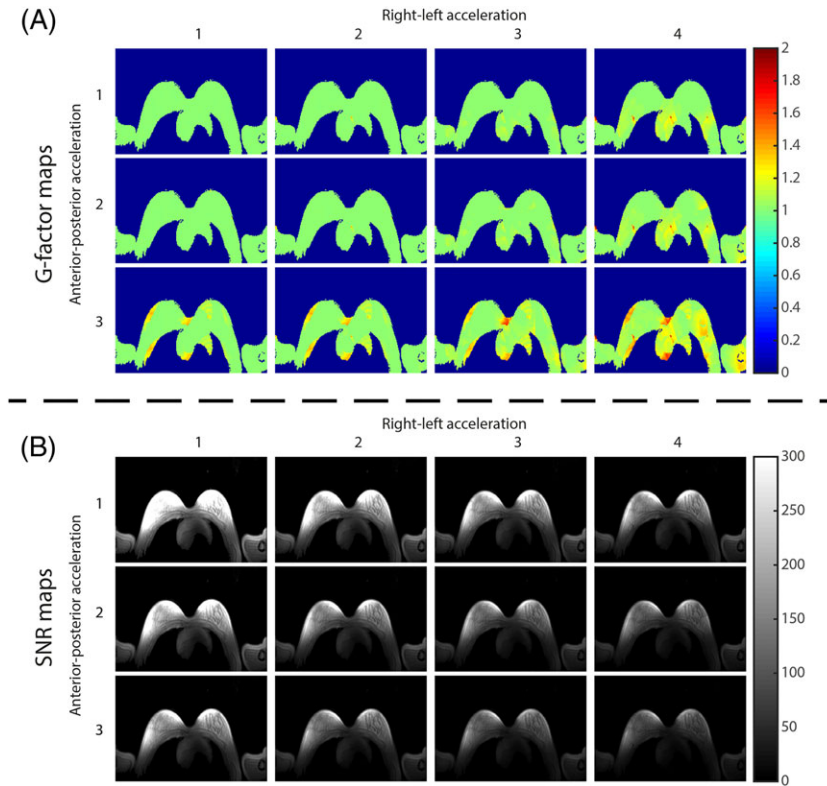 (A)
Right-left acceleration
1 2 3 4
G-factor maps
Anterior-posterior acceleration
1
2
3
2
1.8
1.6
1.4
1.2
1
0.8
0.6
0.4
0.2
0
(B)
Right-left acceleration
1 2 3 4
SNR maps
Anterior-posterior acceleration
1
2
3
300
250
200
150
100
50
0